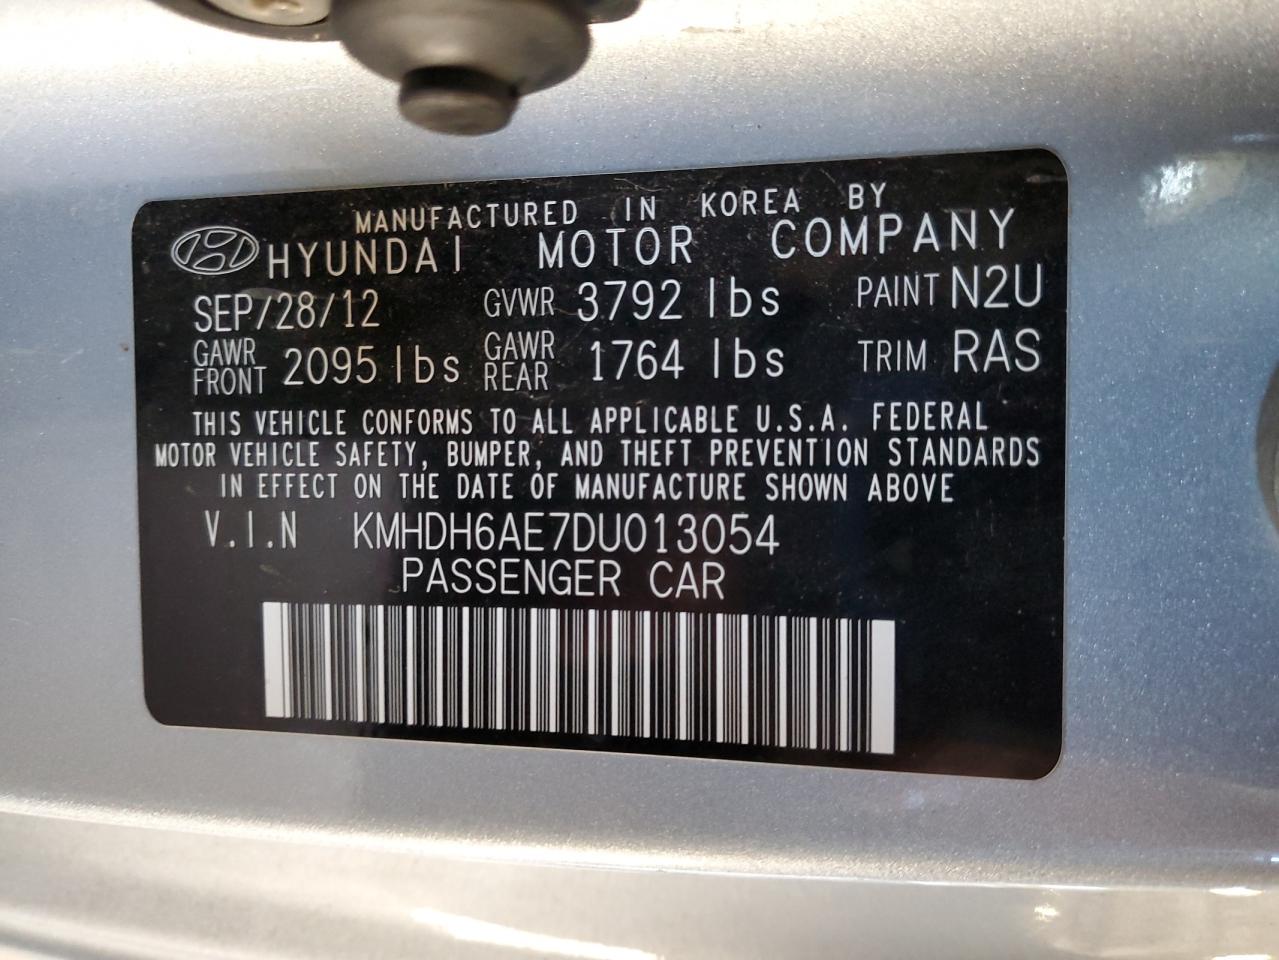 MANUFACTURED IN KOREA BY
HYUNDAI MOTOR COMPANY
SEP/28/12 GVWR 3792 lbs PAINT N2U
GAWR FRONT 2095 lbs GAWR REAR 1764 lbs TRIM RAS
THIS VEHICLE CONFORMS TO ALL APPLICABLE U.S.A. FEDERAL
MOTOR VEHICLE SAFETY, BUMPER, AND THEFT PREVENTION STANDARDS
IN EFFECT ON THE DATE OF MANUFACTURE SHOWN ABOVE
V.I.N KMHDH6AE7DU013054
PASSENGER CAR